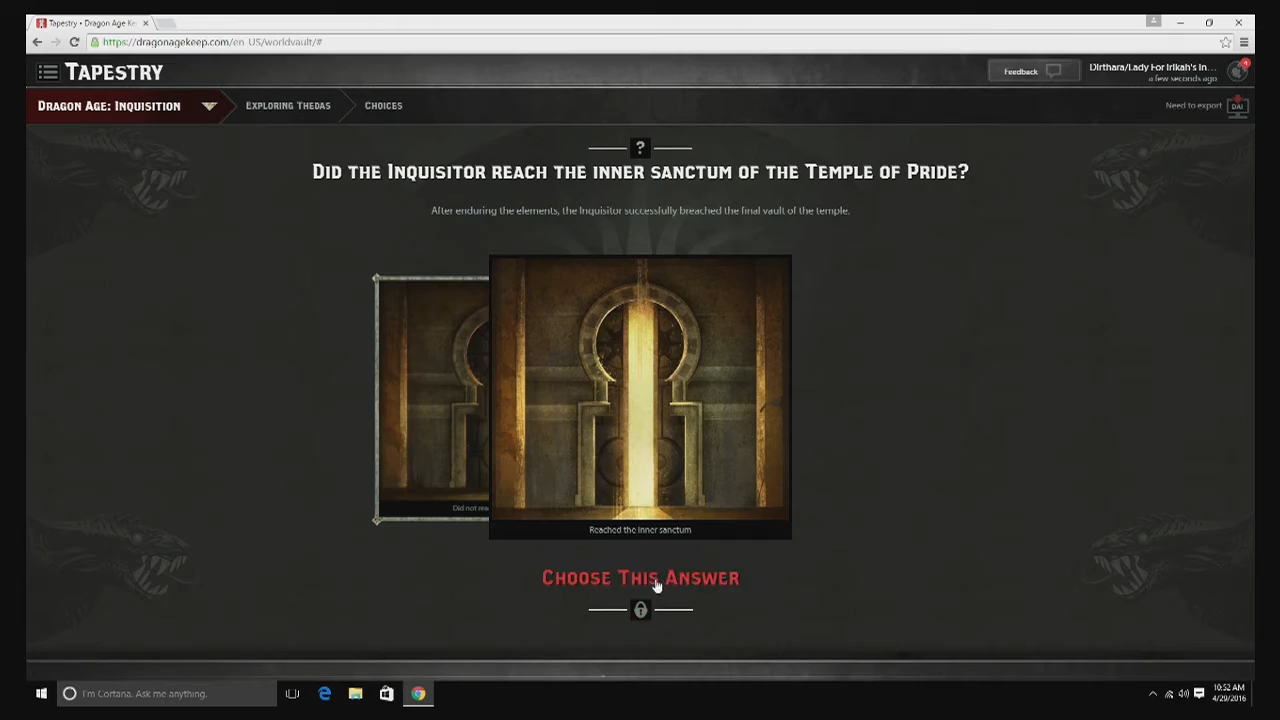 Tapestry • Dragon Age Ke
https://dragonagekeep.com/en_US/worldvault/#
TAPESTRY
Feedback
Dirthara/Lady For Irikah's In...
a few seconds ago
4
DRAGON AGE: INQUISITION
EXPLORING THEDAS
CHOICES
Need to export
DAI
?
DID THE INQUISITOR REACH THE INNER SANCTUM OF THE TEMPLE OF PRIDE?
After enduring the elements, the Inquisitor successfully breached the final vault of the temple.
Did not rea
Reached the inner sanctum
CHOOSE THIS ANSWER
I'm Cortana. Ask me anything.
10:52 AM
4/29/2016